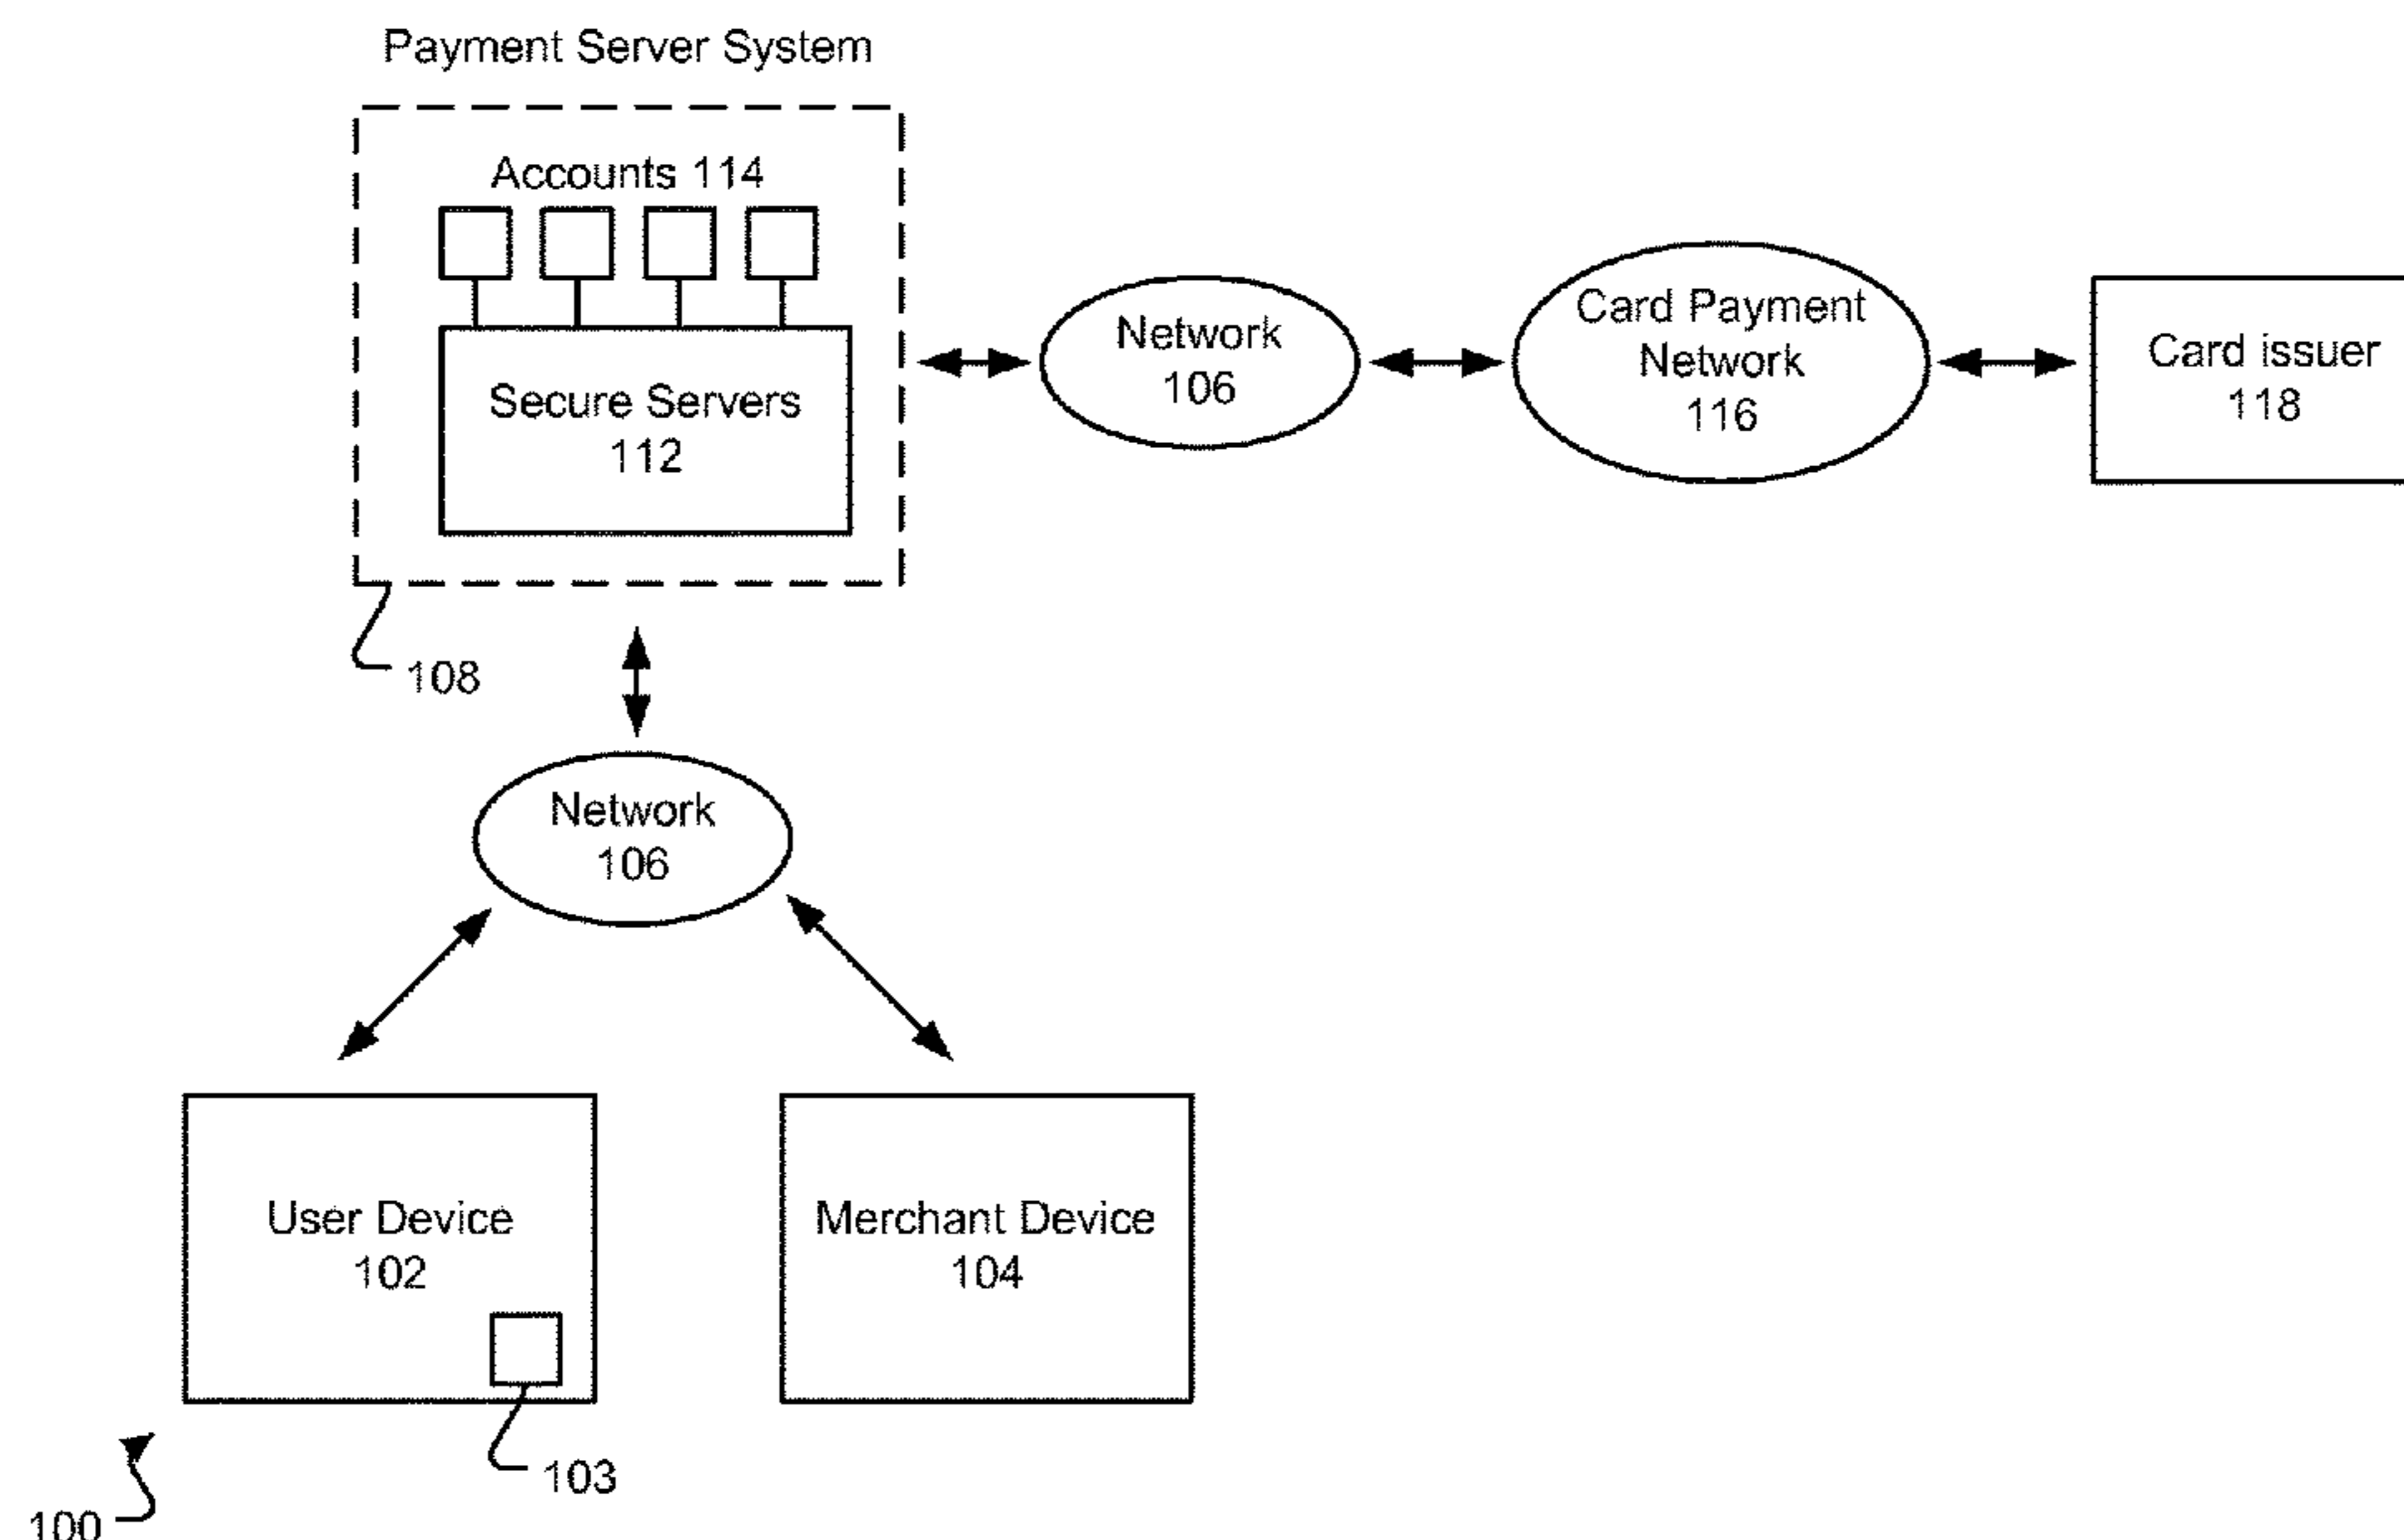 Payment Server System
Accounts 114
Secure Servers
112
Network
106
Card Payment
Network
116
Card issuer
118
108
Network
106
User Device
102
Merchant Device
104
103
100